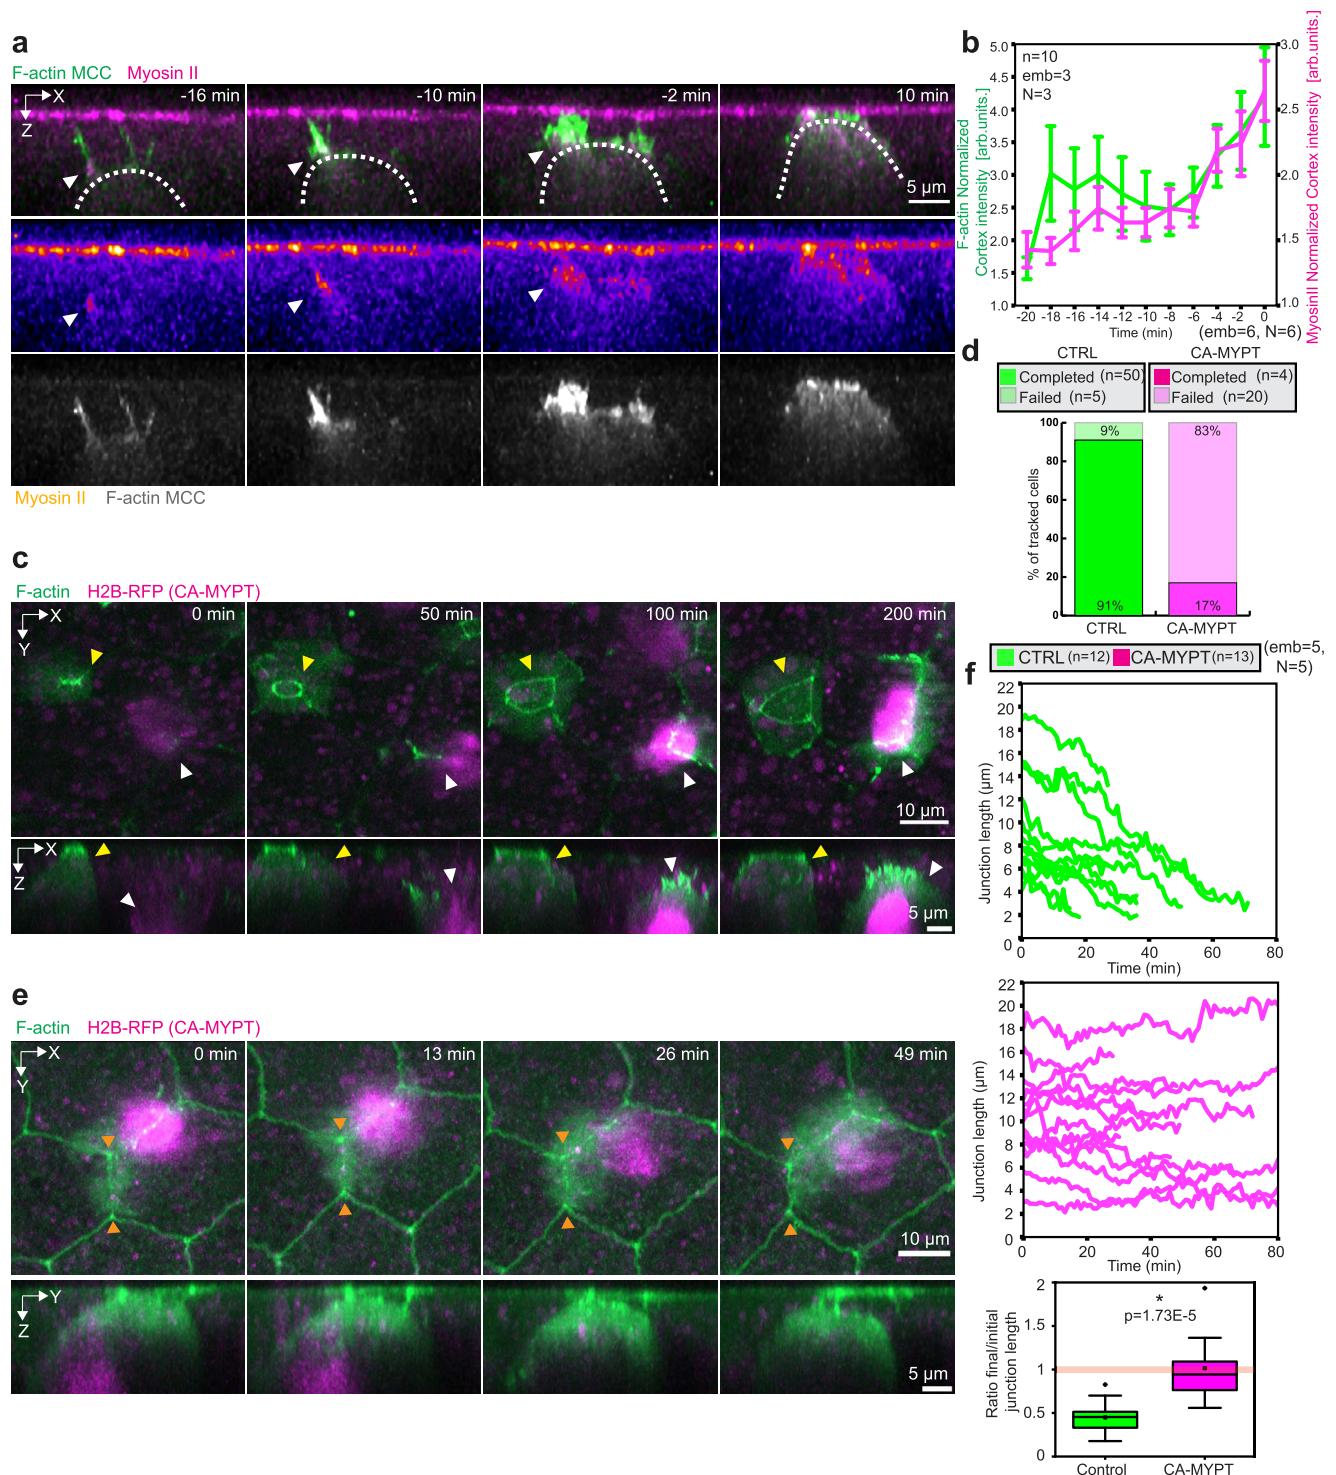 a
F-actin MCC Myosin II
X
Z
-16 min
-10 min
-2 min
10 min
5 µm
Myosin II F-actin MCC
b
n=10
emb=3
N=3
F-actin Normalized
Cortex intensity [arb.units.]
5.0
4.5
4.0
3.5
3.0
2.5
2.0
1.5
1.0
MyosinII Normalized Cortex intensity [arb.units.]
3.0
2.5
2.0
1.5
1.0
-20 -18 -16 -14 -12 -10 -8 -6 -4 -2 0
Time (min)
(emb=6, N=6)
c
F-actin H2B-RFP (CA-MYPT)
X
Y
0 min
50 min
100 min
200 min
10 µm
X
Z
5 µm
d
CTRL
CA-MYPT
Completed (n=50)
Failed (n=5)
Completed (n=4)
Failed (n=20)
% of tracked cells
100
80
60
40
20
0
9%
83%
91%
17%
CTRL
CA-MYPT
e
F-actin H2B-RFP (CA-MYPT)
X
Y
0 min
13 min
26 min
49 min
10 µm
Y
Z
5 µm
f
CTRL (n=12) CA-MYPT (n=13)
(emb=5,
N=5)
Junction length (µm)
22
20
18
16
14
12
10
8
6
4
2
0
0 20 40 60 80
Time (min)
Junction length (µm)
22
20
18
16
14
12
10
8
6
4
2
0
0 20 40 60 80
Time (min)
Ratio final/initial
junction length
2
1.5
1
0.5
0
*
p=1.73E-5
Control
CA-MYPT